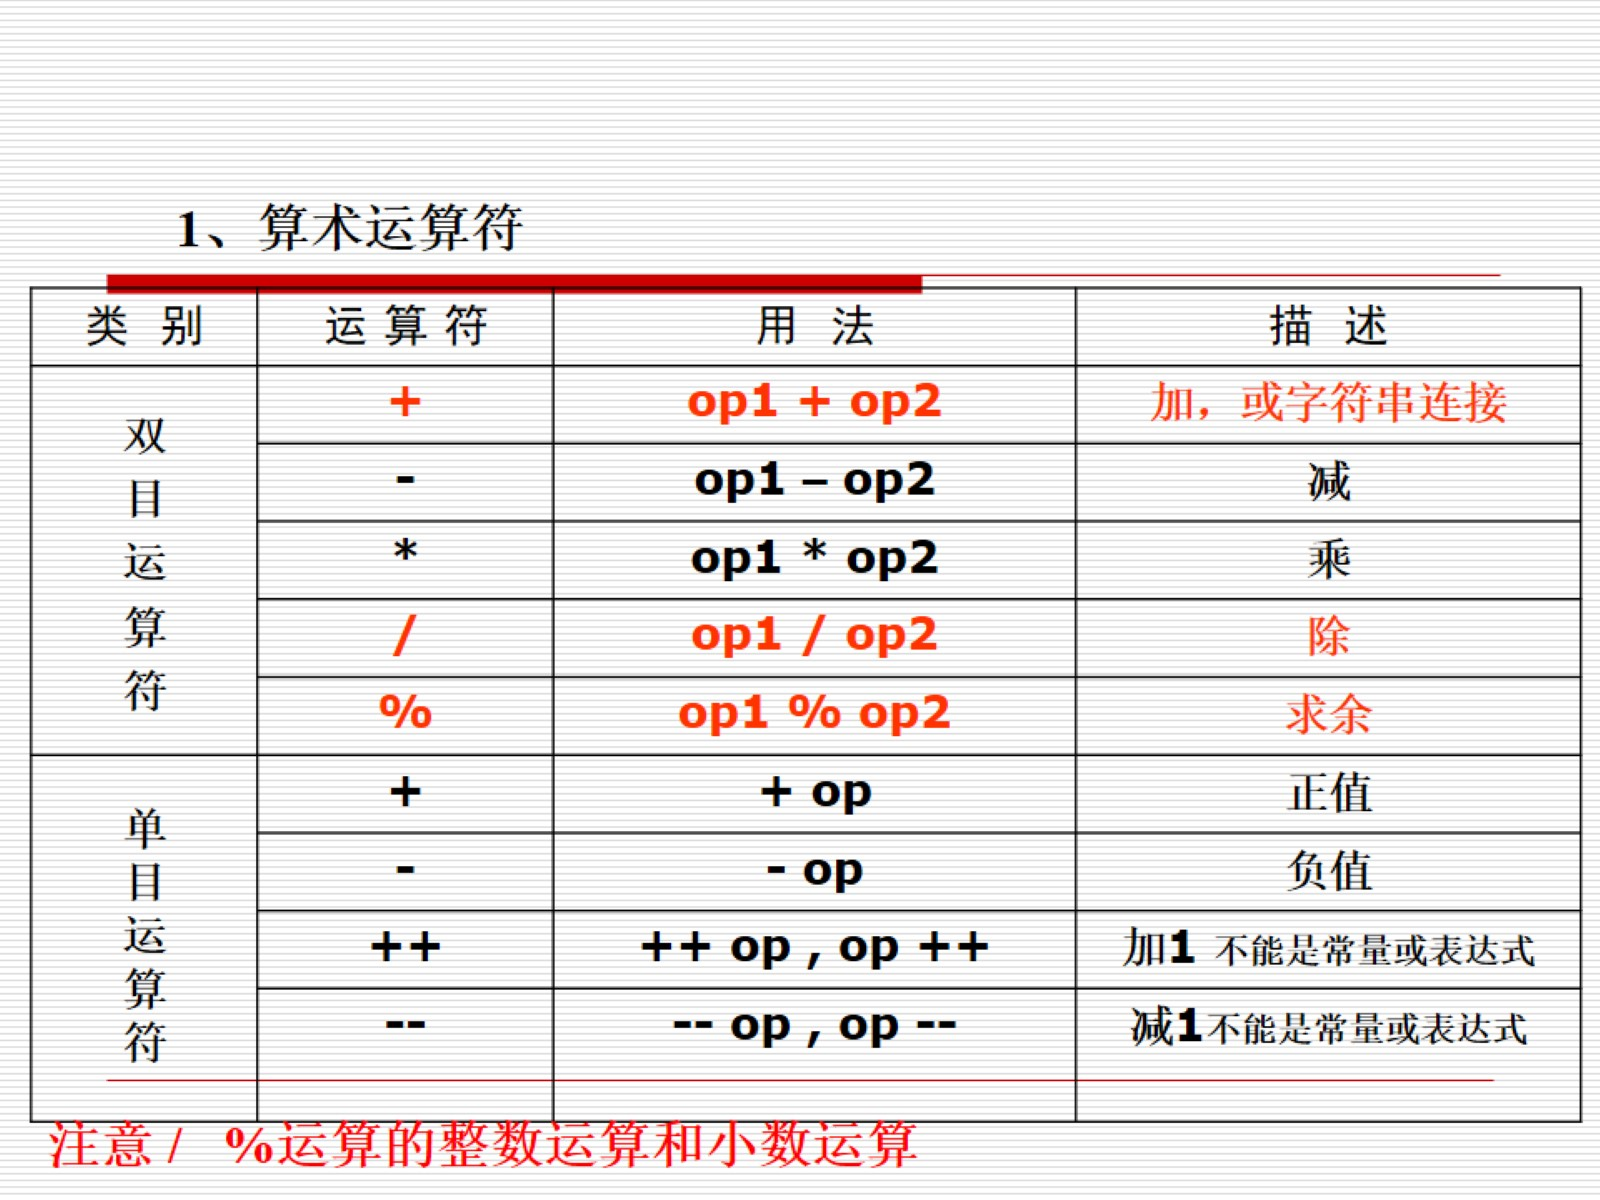 1、算术运算符
类 别 运 算 符 用 法 描 述
双目运算符
+ op1 + op2 加，或字符串连接
- op1 – op2 减
* op1 * op2 乘
/ op1 / op2 除
% op1 % op2 求余
单目运算符
+ + op 正值
- - op 负值
++ ++ op , op ++ 加1 不能是常量或表达式
-- -- op , op -- 减1不能是常量或表达式
注意 / %运算的整数运算和小数运算